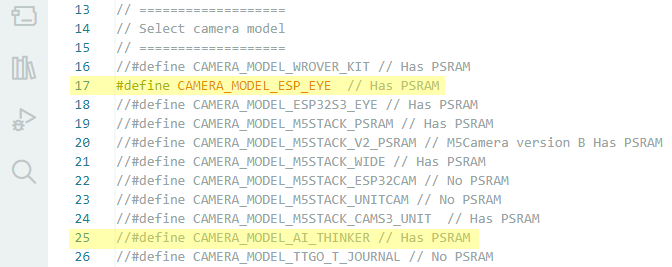 13 // ===================
14 // Select camera model
15 // ===================
16 //#define CAMERA_MODEL_WROVER_KIT // Has PSRAM
17 #define CAMERA_MODEL_ESP_EYE  // Has PSRAM
18 //#define CAMERA_MODEL_ESP32S3_EYE // Has PSRAM
19 //#define CAMERA_MODEL_M5STACK_PSRAM // Has PSRAM
20 //#define CAMERA_MODEL_M5STACK_V2_PSRAM // M5Camera version B Has PSRAM
21 //#define CAMERA_MODEL_M5STACK_WIDE // Has PSRAM
22 //#define CAMERA_MODEL_M5STACK_ESP32CAM // No PSRAM
23 //#define CAMERA_MODEL_M5STACK_UNITCAM // No PSRAM
24 //#define CAMERA_MODEL_M5STACK_CAMS3_UNIT  // Has PSRAM
25 //#define CAMERA_MODEL_AI_THINKER // Has PSRAM
26 //#define CAMERA_MODEL_TTGO_T_JOURNAL // No PSRAM